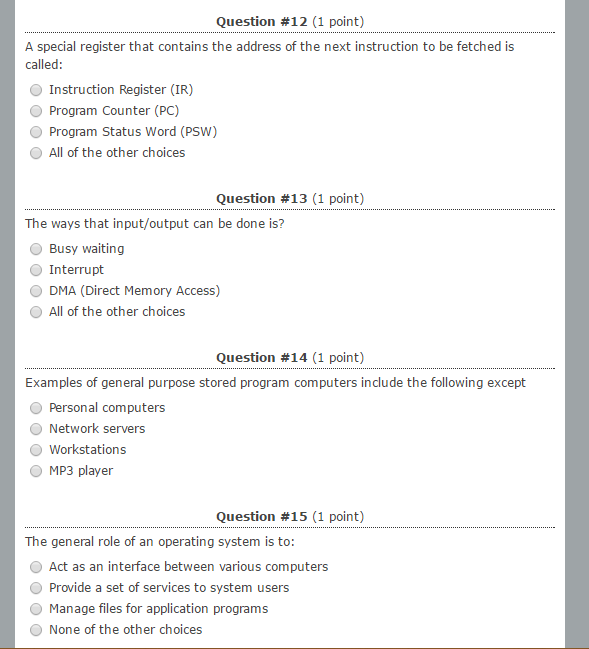 Question #12 (1 point)
A special register that contains the address of the next instruction to be fetched is
called:
Instruction Register (IR)
Program Counter (PC)
Program Status Word (PSW)
All of the other choices
Question #13 (1 point)
The ways that input/output can be done is?
Busy waiting
Interrupt
DMA (Direct Memory Access)
All of the other choices
Question #14 (1 point)
Examples of general purpose stored program computers include the following except
Personal computers
Network servers
Workstations
MP3 player
Question #15 (1 point)
The general role of an operating system is to:
Act as an interface between various computers
Provide a set of services to system users
Manage files for application programs
None of the other choices